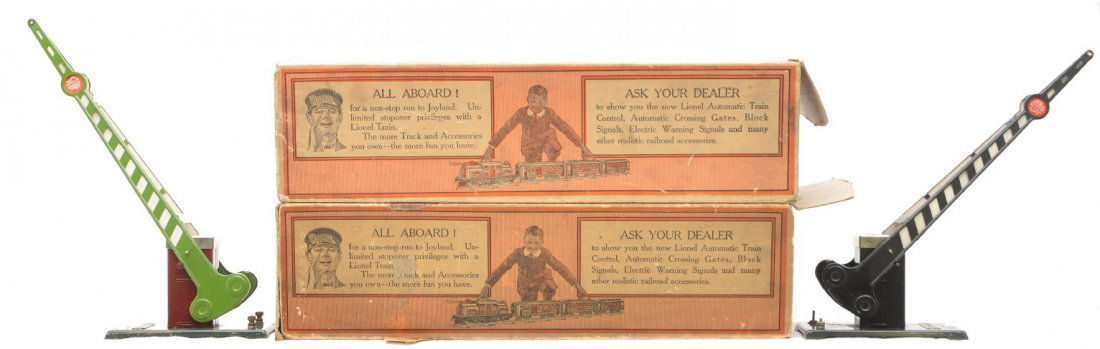 ALL ABOARD!
for a non-stop run to Joyland. Un-
limited stopover privileges with a
Lionel Train.
The more Track and Accessories
you own--the more fun you have.
ASK YOUR DEALER
to show you the new Lionel Automatic Train
Control, Automatic Crossing Gates, Block
Signals, Electric Warning Signals and many
other realistic railroad accessories.
ALL ABOARD!
for a non-stop run to Joyland. Un-
limited stopover privileges with a
Lionel Train
The more Track and Accessories
you own--the more fun you have.
ASK YOUR DEALER
to show you the new Lionel Automatic Train
Control, Automatic Crossing Gates, Block
Signals, Electric Warning Signals and many
other realistic railroad accessories.